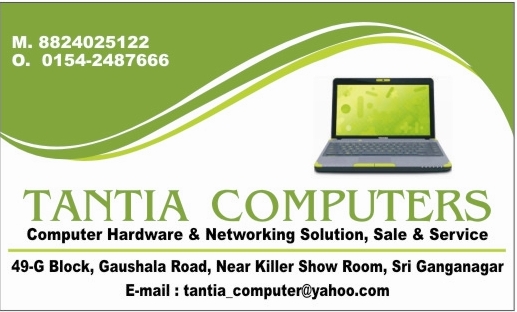 M. 8824025122
O. 0154-2487666
TANTIA COMPUTERS
Computer Hardware & Networking Solution, Sale & Service
49-G Block, Gaushala Road, Near Killer Show Room, Sri Ganganagar
E-mail : tantia_computer@yahoo.com